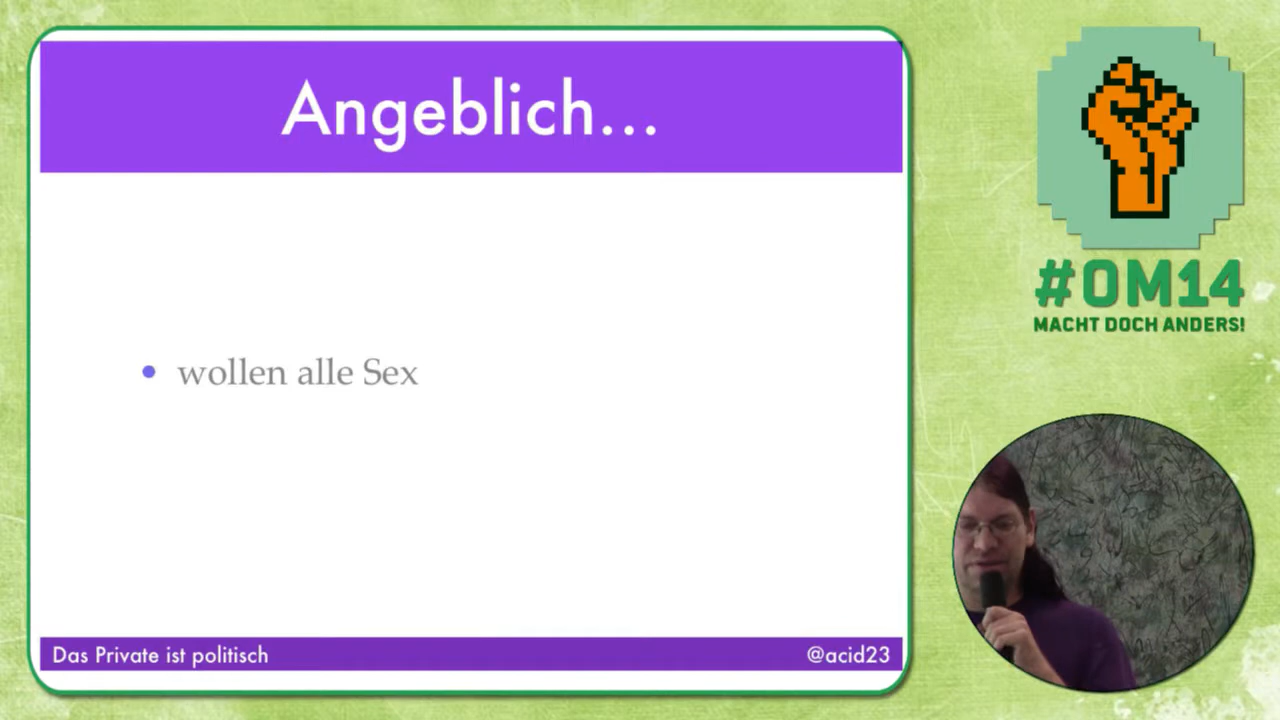 Angeblich...
wollen alle Sex
Das Private ist politisch
@acid23
#OM14
MACHT DOCH ANDERS!